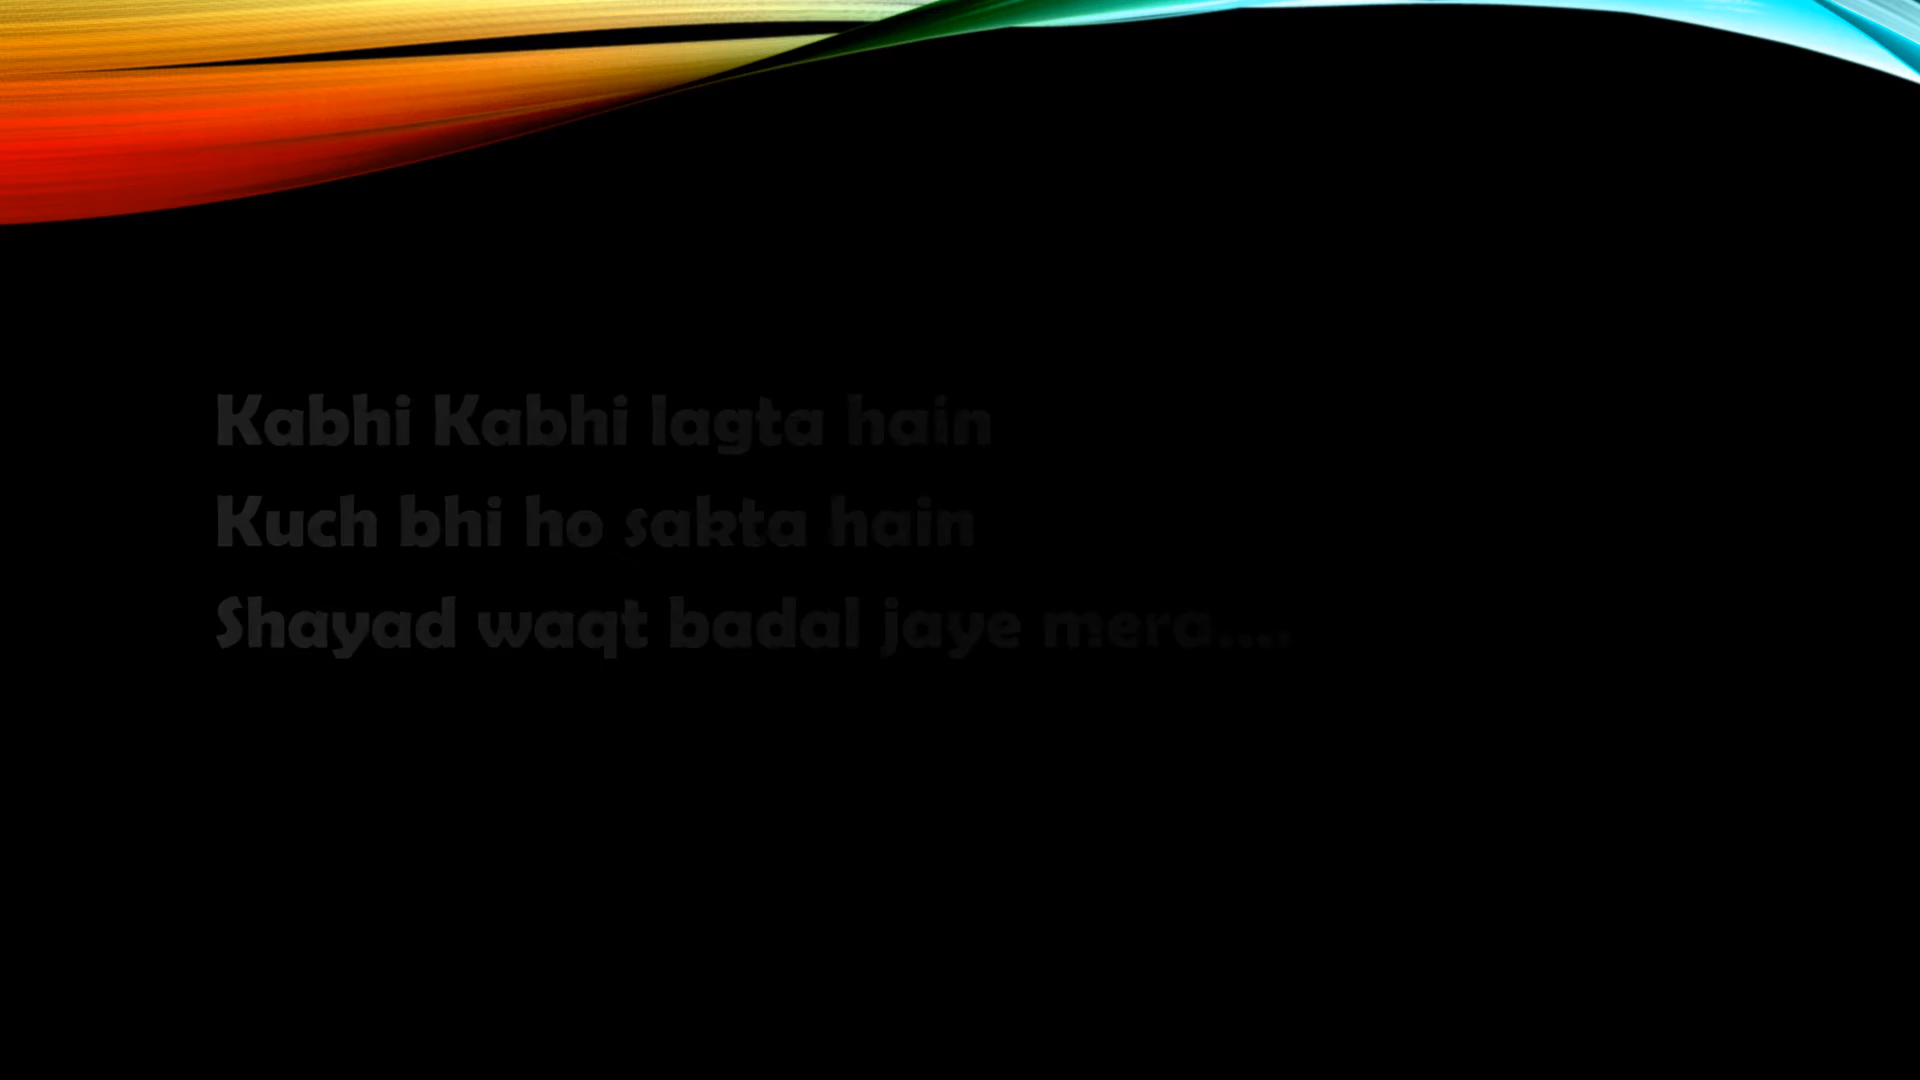 Kabhi Kabhi lagta hain
Kuch bhi ho sakta hain
Shayad waqt badal jaye mera....